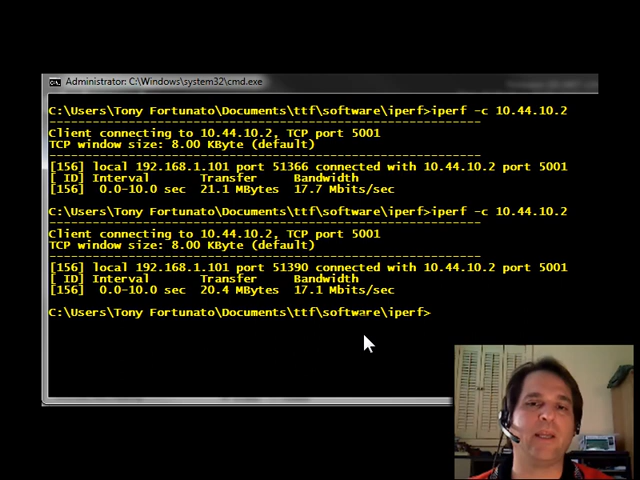 Administrator: C:\Windows\system32\cmd.exe
C:\Users\Tony Fortunato\Documents\ttf\software\iperf>iperf -c 10.44.10.2
------------------------------------------------------------
Client connecting to 10.44.10.2, TCP port 5001
TCP window size: 8.00 KByte (default)
------------------------------------------------------------
[156] local 192.168.1.101 port 51366 connected with 10.44.10.2 port 5001
[ ID] Interval       Transfer     Bandwidth
[156]  0.0-10.0 sec  21.1 MBytes  17.7 Mbits/sec
C:\Users\Tony Fortunato\Documents\ttf\software\iperf>iperf -c 10.44.10.2
------------------------------------------------------------
Client connecting to 10.44.10.2, TCP port 5001
TCP window size: 8.00 KByte (default)
------------------------------------------------------------
[156] local 192.168.1.101 port 51390 connected with 10.44.10.2 port 5001
[ ID] Interval       Transfer     Bandwidth
[156]  0.0-10.0 sec  20.4 MBytes  17.1 Mbits/sec
C:\Users\Tony Fortunato\Documents\ttf\software\iperf>